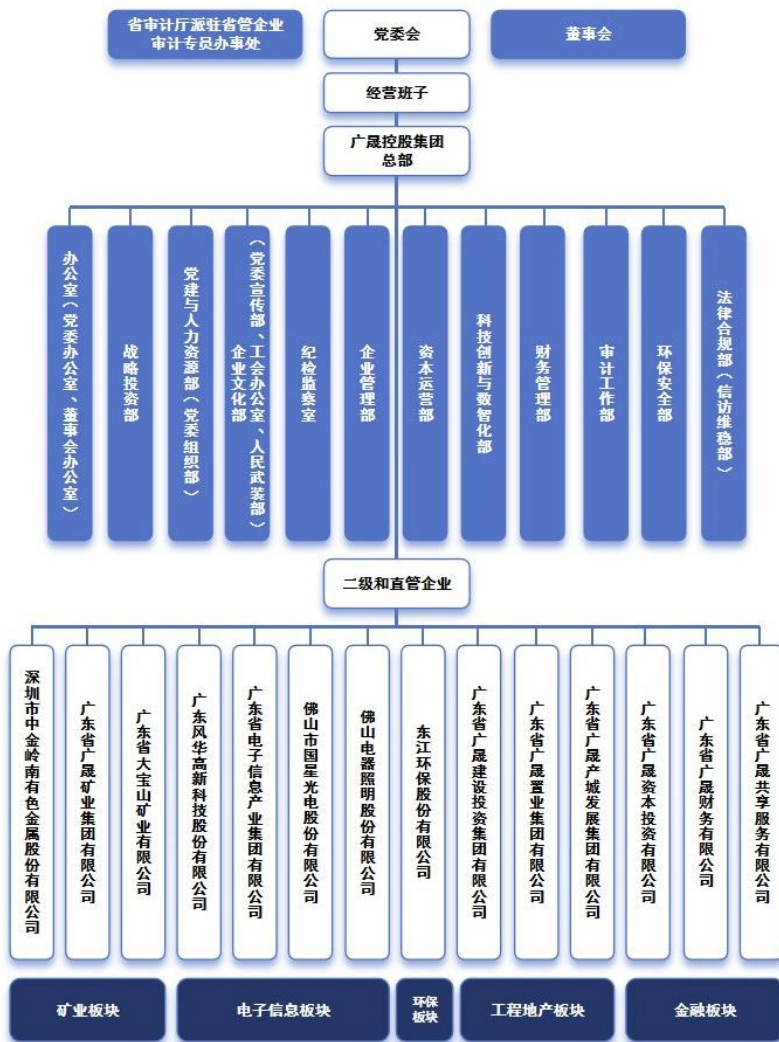 省审计厅派驻省管企业
审计专员办事处
党委会
董事会
经营班子
广晟控股集团
总部
办公室（党委办公室、董事会办公室）
战略投资部
党建与人力资源部（党委组织部）
（党委宣传部、工会办公室、人民武装部）
企业文化部
纪检监察室
企业管理部
资本运营部
科技创新与数智化部
财务管理部
审计工作部
环保安全部
法律合规部（信访维稳部）
二级和直管企业
深圳市中金岭南有色金属股份有限公司
广东省广晟矿业集团有限公司
广东省大宝山矿业有限公司
广东风华高新科技股份有限公司
广东省电子信息产业集团有限公司
佛山市国星光电股份有限公司
佛山电器照明股份有限公司
东江环保股份有限公司
广东省广晟建设投资集团有限公司
广东省广晟置业集团有限公司
广东省广晟产城发展集团有限公司
广东省广晟资本投资有限公司
广东省广晟财务有限公司
广东省广晟共享服务有限公司
矿业板块
电子信息板块
环保
板块
工程地产板块
金融板块